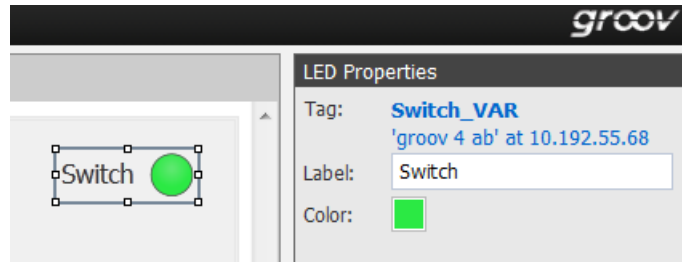 groov
LED Properties
Tag: Switch_VAR
'groov 4 ab' at 10.192.55.68
Switch
Label: Switch
Color: